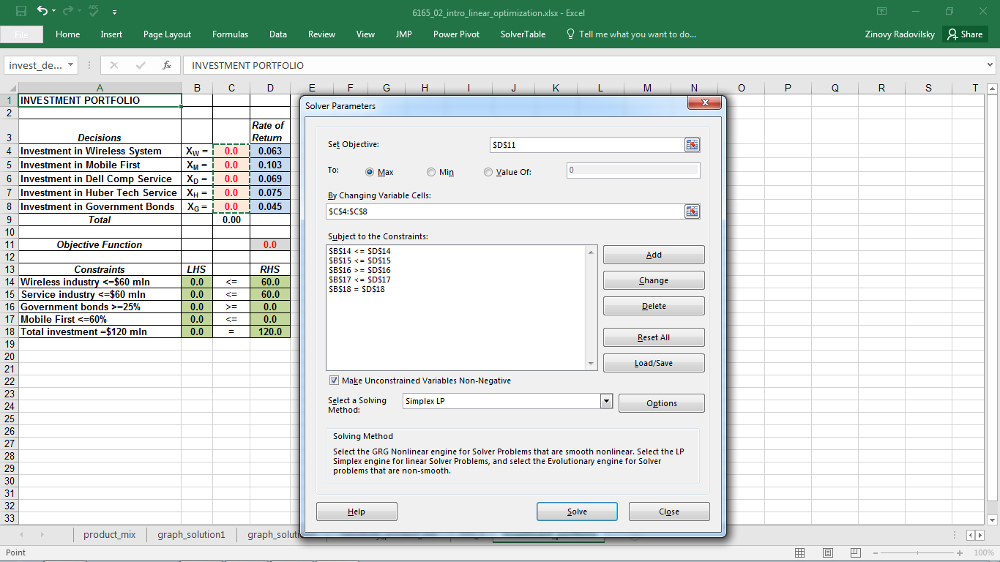 6165_02_intro_linear_optimization.xlsx - Excel
File Home Insert Page Layout Formulas Data Review View JMP Power Pivot SolverTable Tell me what you want to do... Zinovy Radovilsky Share
invest_de... fx INVESTMENT PORTFOLIO
A B C D E F G H I J K L M N O P Q R S T
1 INVESTMENT PORTFOLIO
2
Rate of
3 Decisions Return
4 Investment in Wireless System XW = 0.0 0.063
5 Investment in Mobile First XM = 0.0 0.103
6 Investment in Dell Comp Service XD = 0.0 0.069
7 Investment in Huber Tech Service XH = 0.0 0.075
8 Investment in Government Bonds XG = 0.0 0.045
9 Total 0.00
10
11 Objective Function 0.0
12
13 Constraints LHS RHS
14 Wireless industry <=$60 mln 0.0 <= 60.0
15 Service industry <=$60 mln 0.0 <= 60.0
16 Government bonds >=25% 0.0 >= 0.0
17 Mobile First <=60% 0.0 <= 0.0
18 Total investment =$120 mln 0.0 = 120.0
19
20
21
22
23
24
25
26
27
28
29
30
31
32
33
Solver Parameters
Set Objective: $D$11
To: Max Min Value Of: 0
By Changing Variable Cells:
$C$4:$C$8
Subject to the Constraints:
$B$14 <= $D$14
$B$15 <= $D$15
$B$16 >= $D$16
$B$17 <= $D$17
$B$18 = $D$18
Add
Change
Delete
Reset All
Load/Save
Make Unconstrained Variables Non-Negative
Select a Solving Method: Simplex LP Options
Solving Method
Select the GRG Nonlinear engine for Solver Problems that are smooth nonlinear. Select the LP
Simplex engine for linear Solver Problems, and select the Evolutionary engine for Solver
problems that are non-smooth.
Help Solve Close
product_mix graph_solution1 graph_soluti
Point 100%